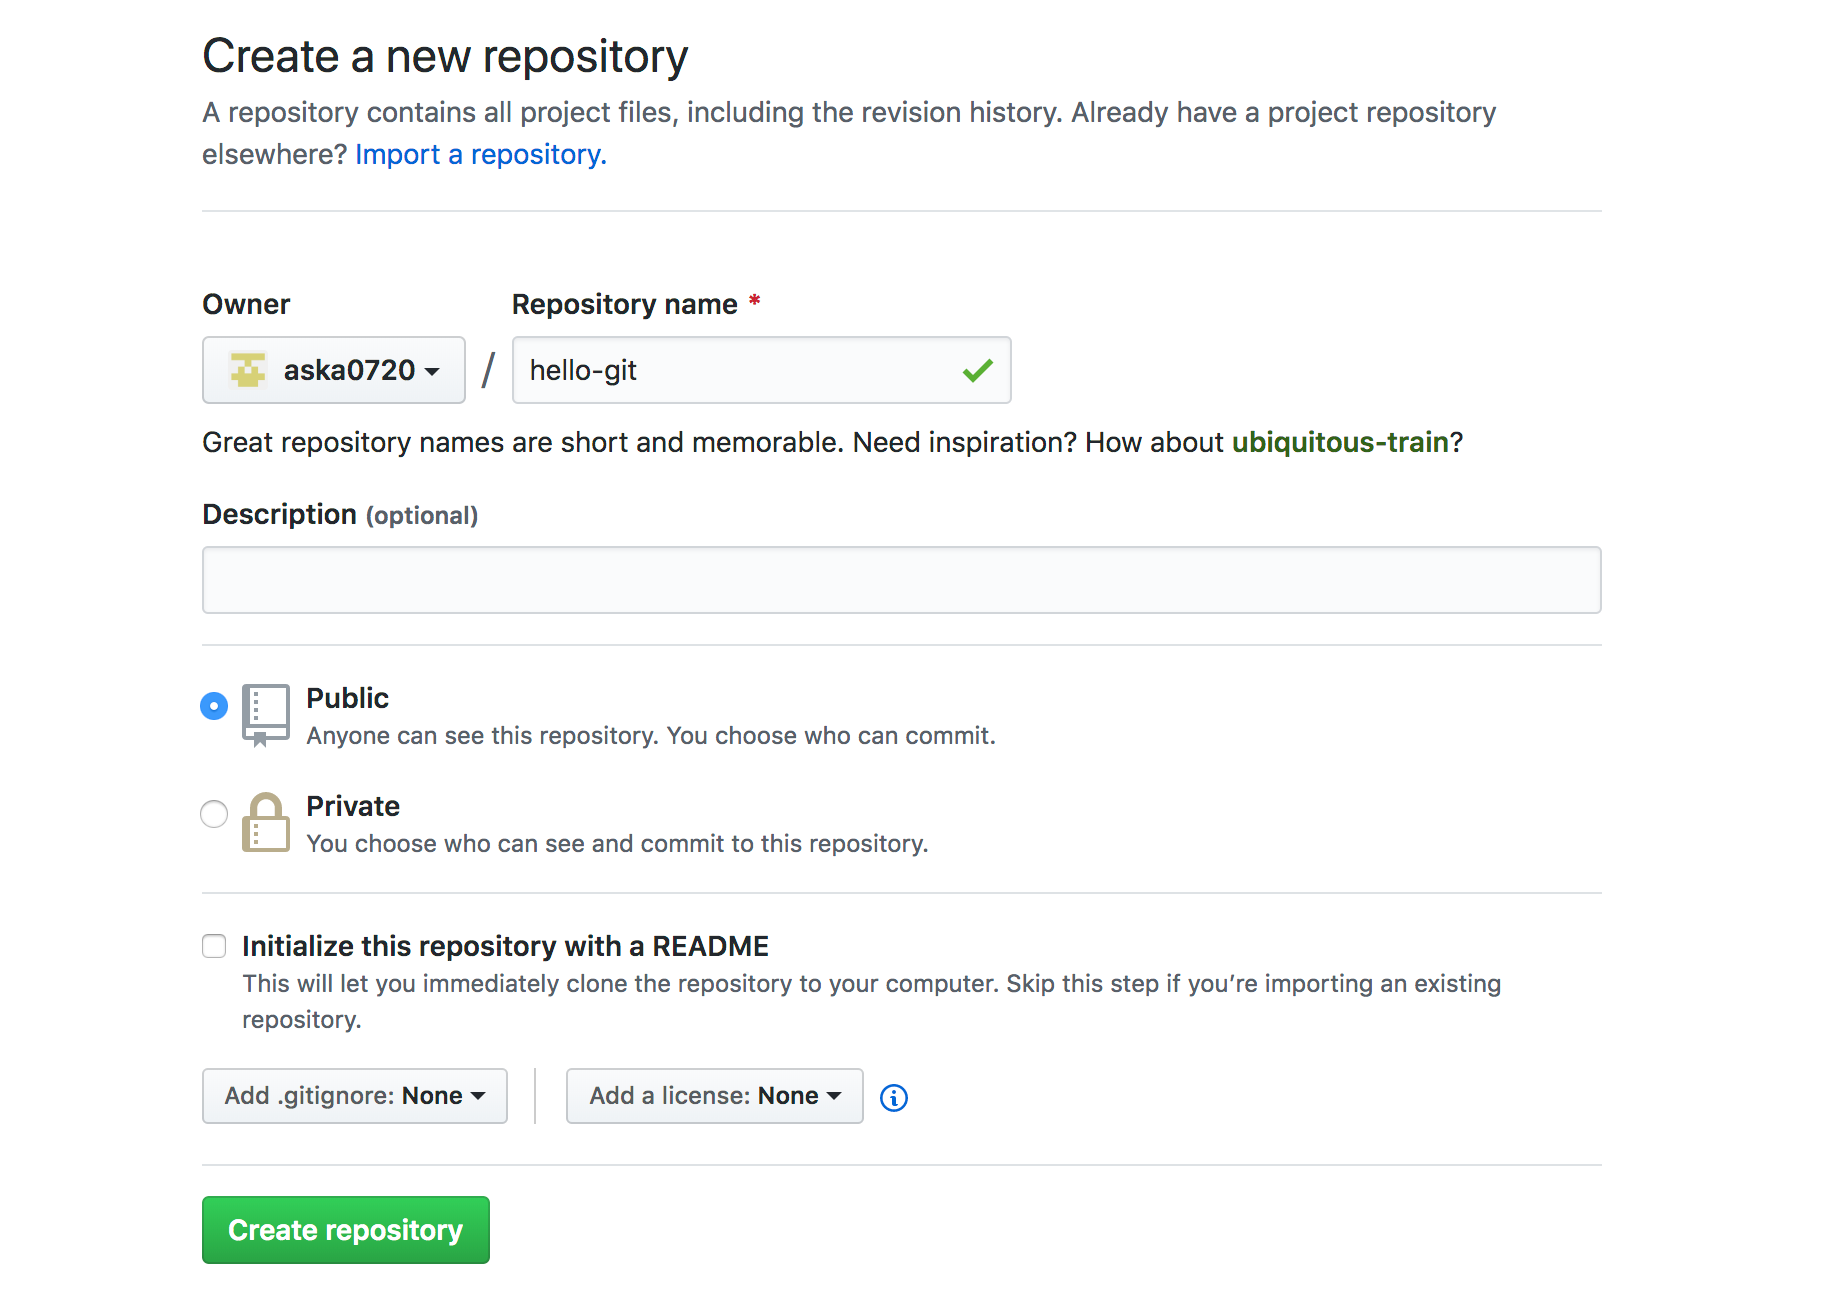 Create a new repository
A repository contains all project files, including the revision history. Already have a project repository
elsewhere? Import a repository.
Owner
Repository name *
aska0720 / hello-git
Great repository names are short and memorable. Need inspiration? How about ubiquitous-train?
Description (optional)
Public
Anyone can see this repository. You choose who can commit.
Private
You choose who can see and commit to this repository.
Initialize this repository with a README
This will let you immediately clone the repository to your computer. Skip this step if you’re importing an existing
repository.
Add .gitignore: None
Add a license: None
Create repository